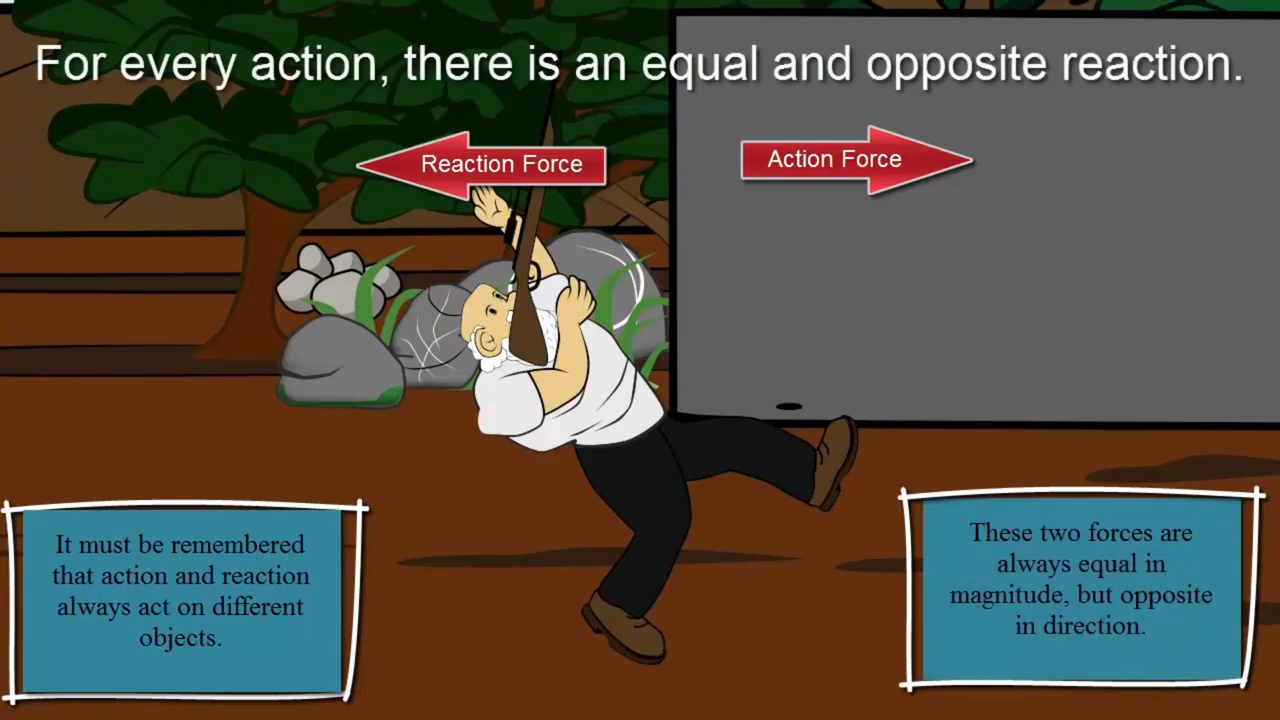 For every action, there is an equal and opposite reaction.
Reaction Force
Action Force
It must be remembered
that action and reaction
always act on different
objects.
These two forces are
always equal in
magnitude, but opposite
in direction.